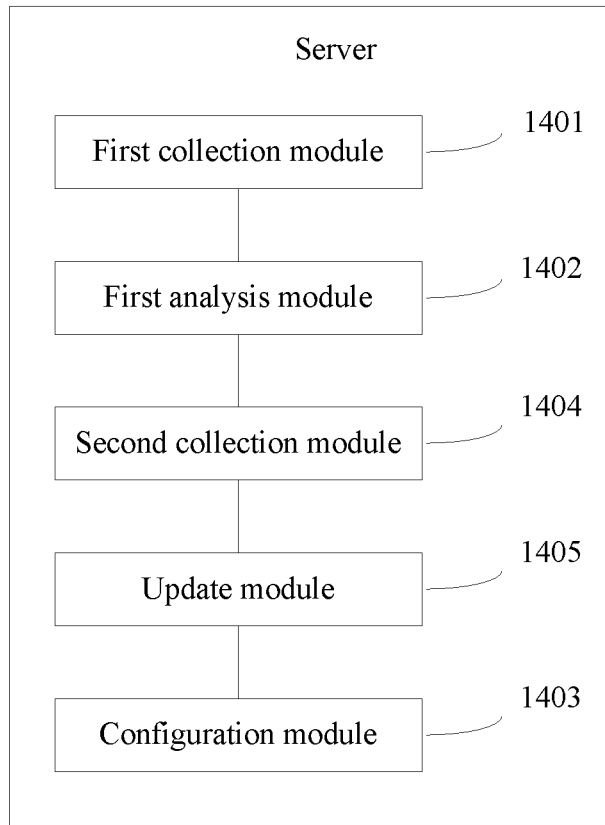 Server
First collection module
1401
First analysis module
1402
Second collection module
1404
Update module
1405
Configuration module
1403